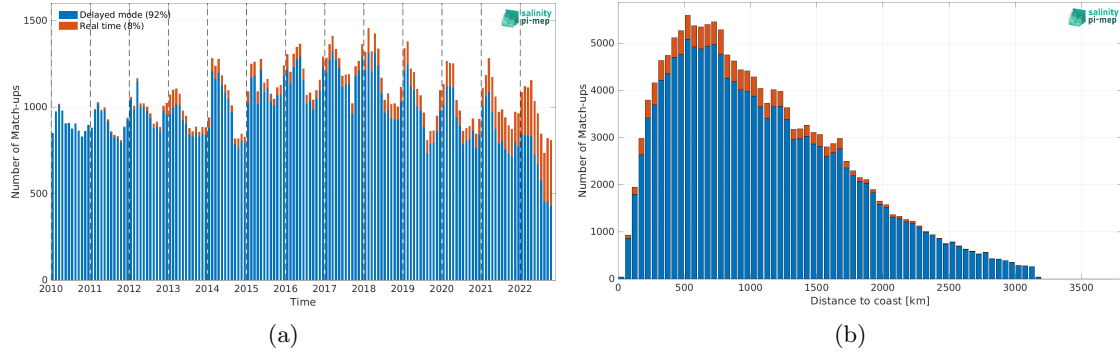 Delayed mode (92%)
Real time (8%)
salinity
pi-mep
Number of Match-ups
1500
1000
500
0
2010 2011 2012 2013 2014 2015 2016 2017 2018 2019 2020 2021 2022
Time
(a)
salinity
pi-mep
Number of Match-ups
5000
4000
3000
2000
1000
0
0 500 1000 1500 2000 2500 3000 3500
Distance to coast [km]
(b)